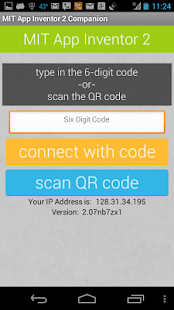 43° 11:24
MIT App Inventor 2 Companion
MIT App Inventor 2
type in the 6-digit code
-or-
scan the QR code
Six Digit Code
connect with code
scan QR code
Your IP Address is: 128.31.34.195
Version: 2.07nb7zx1